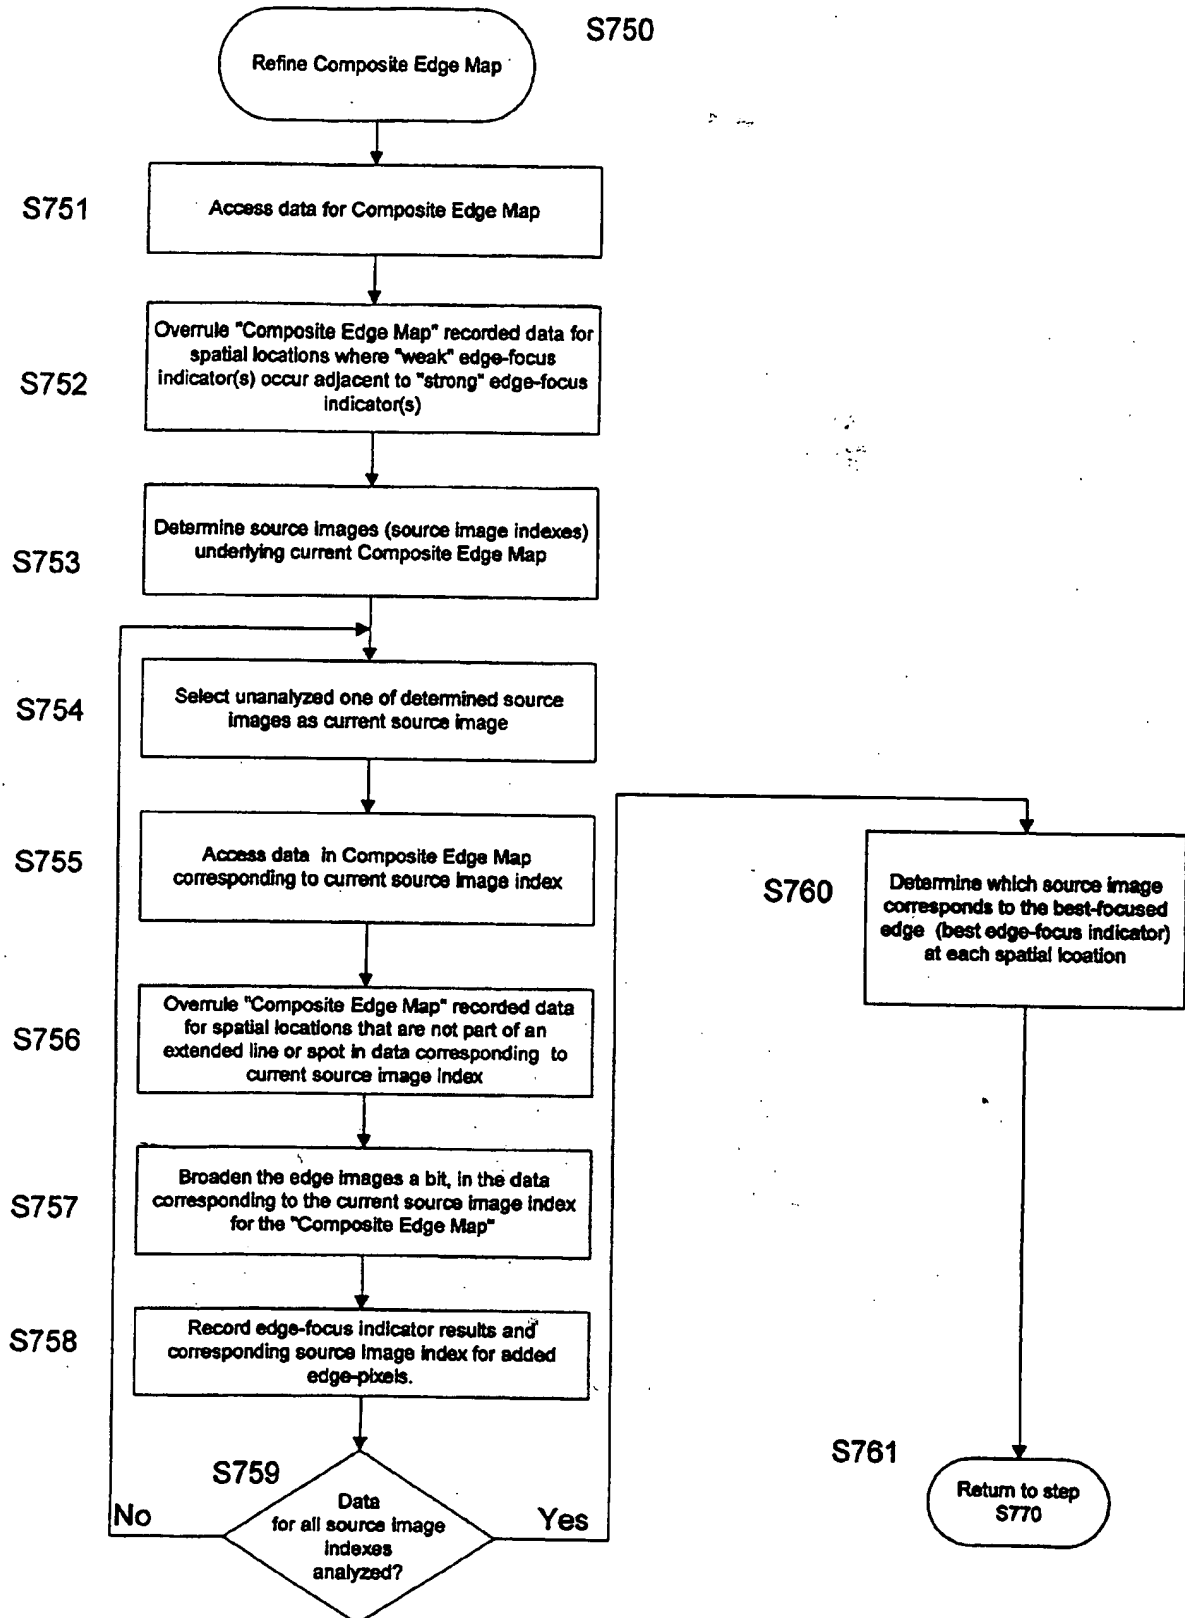 S750
Refine Composite Edge Map
S751
Access data for Composite Edge Map
S752
Overrule "Composite Edge Map" recorded data for
spatial locations where "weak" edge-focus
indicator(s) occur adjacent to "strong" edge-focus
indicator(s)
S753
Determine source images (source image indexes)
underlying current Composite Edge Map
S754
Select unanalyzed one of determined source
images as current source image
S755
Access data in Composite Edge Map
corresponding to current source image index
S756
Overrule "Composite Edge Map" recorded data
for spatial locations that are not part of an
extended line or spot in data corresponding to
current source image index
S757
Broaden the edge images a bit, in the data
corresponding to the current source image index
for the "Composite Edge Map"
S758
Record edge-focus indicator results and
corresponding source image index for added
edge-pixels.
S759
Data
for all source image
indexes
analyzed?
No
Yes
S760
Determine which source image
corresponds to the best-focused
edge (best edge-focus indicator)
at each spatial lcoation
S761
Return to step
S770